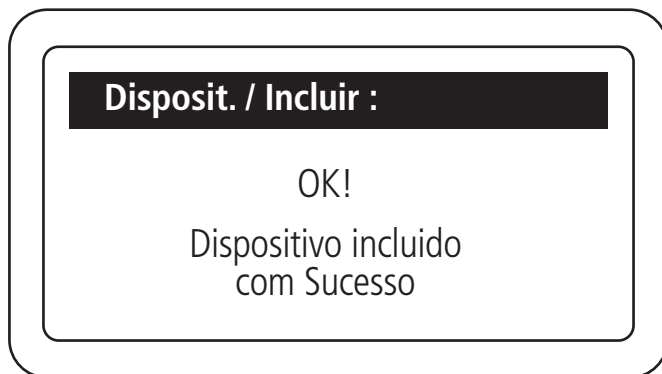 Disposit. / Incluir :
OK!
Dispositivo incluido
com Sucesso